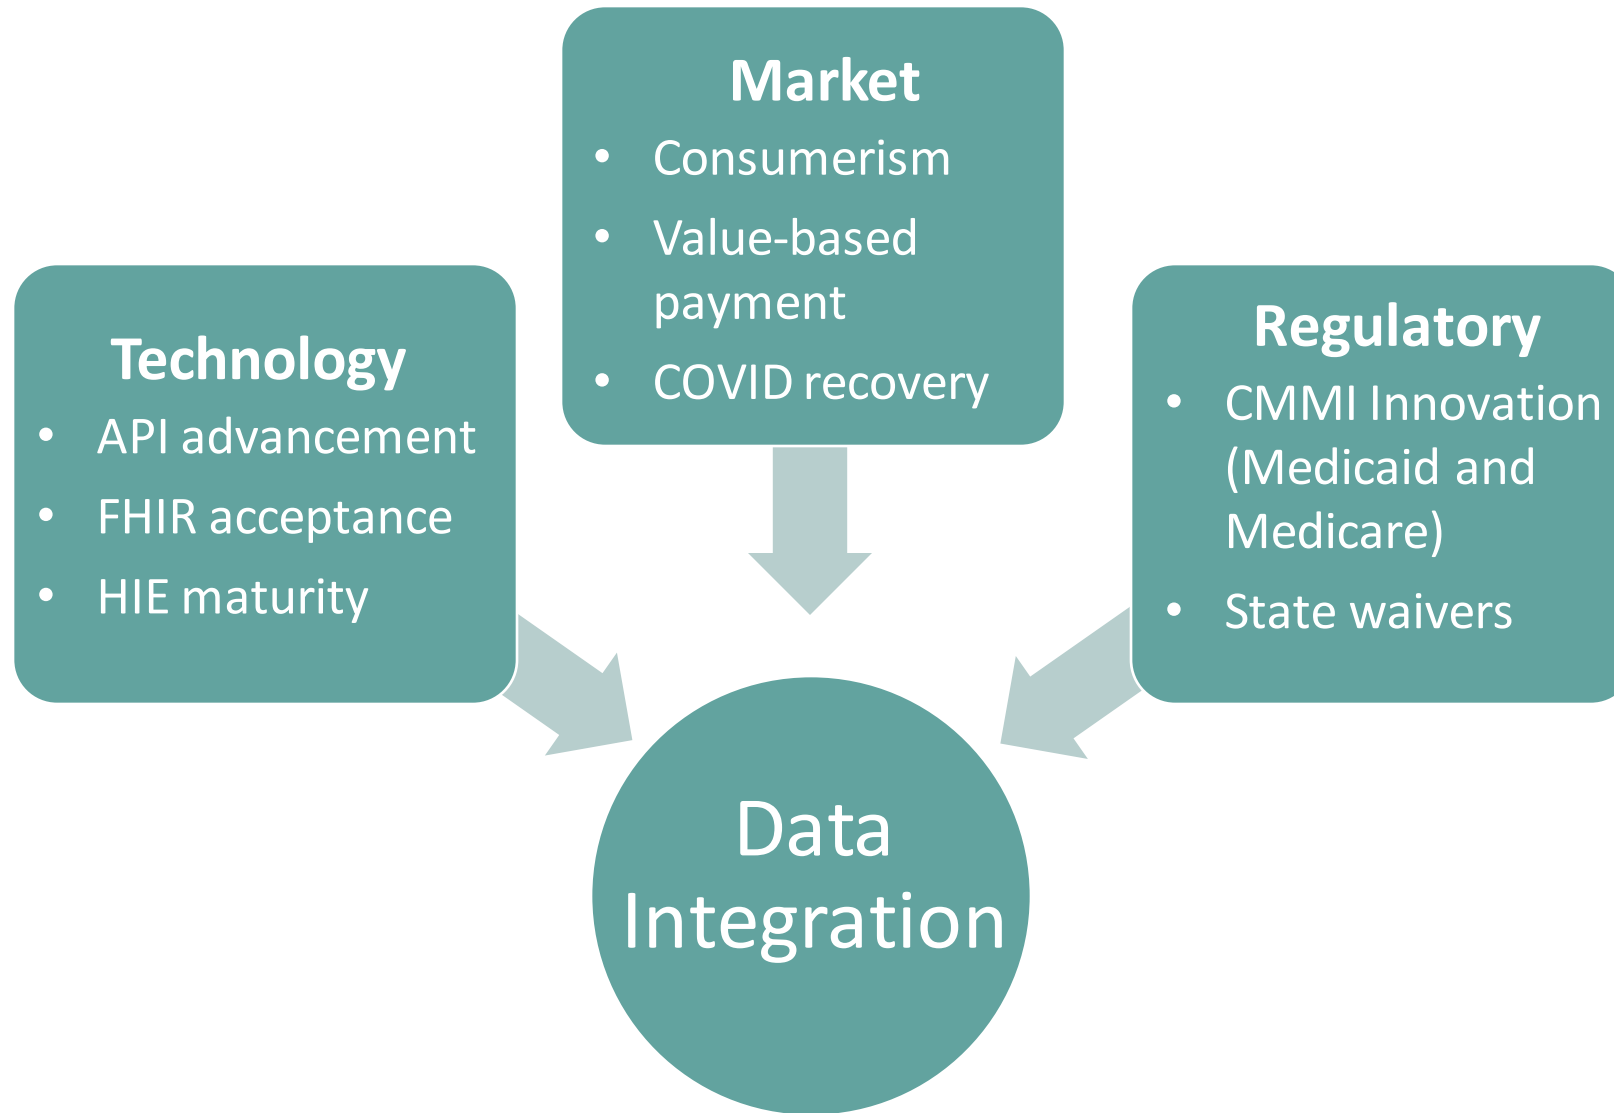 Market
• Consumerism
• Value-based
payment
• COVID recovery
Technology
• API advancement
• FHIR acceptance
• HIE maturity
Regulatory
• CMMI Innovation
(Medicaid and
Medicare)
• State waivers
Data
Integration